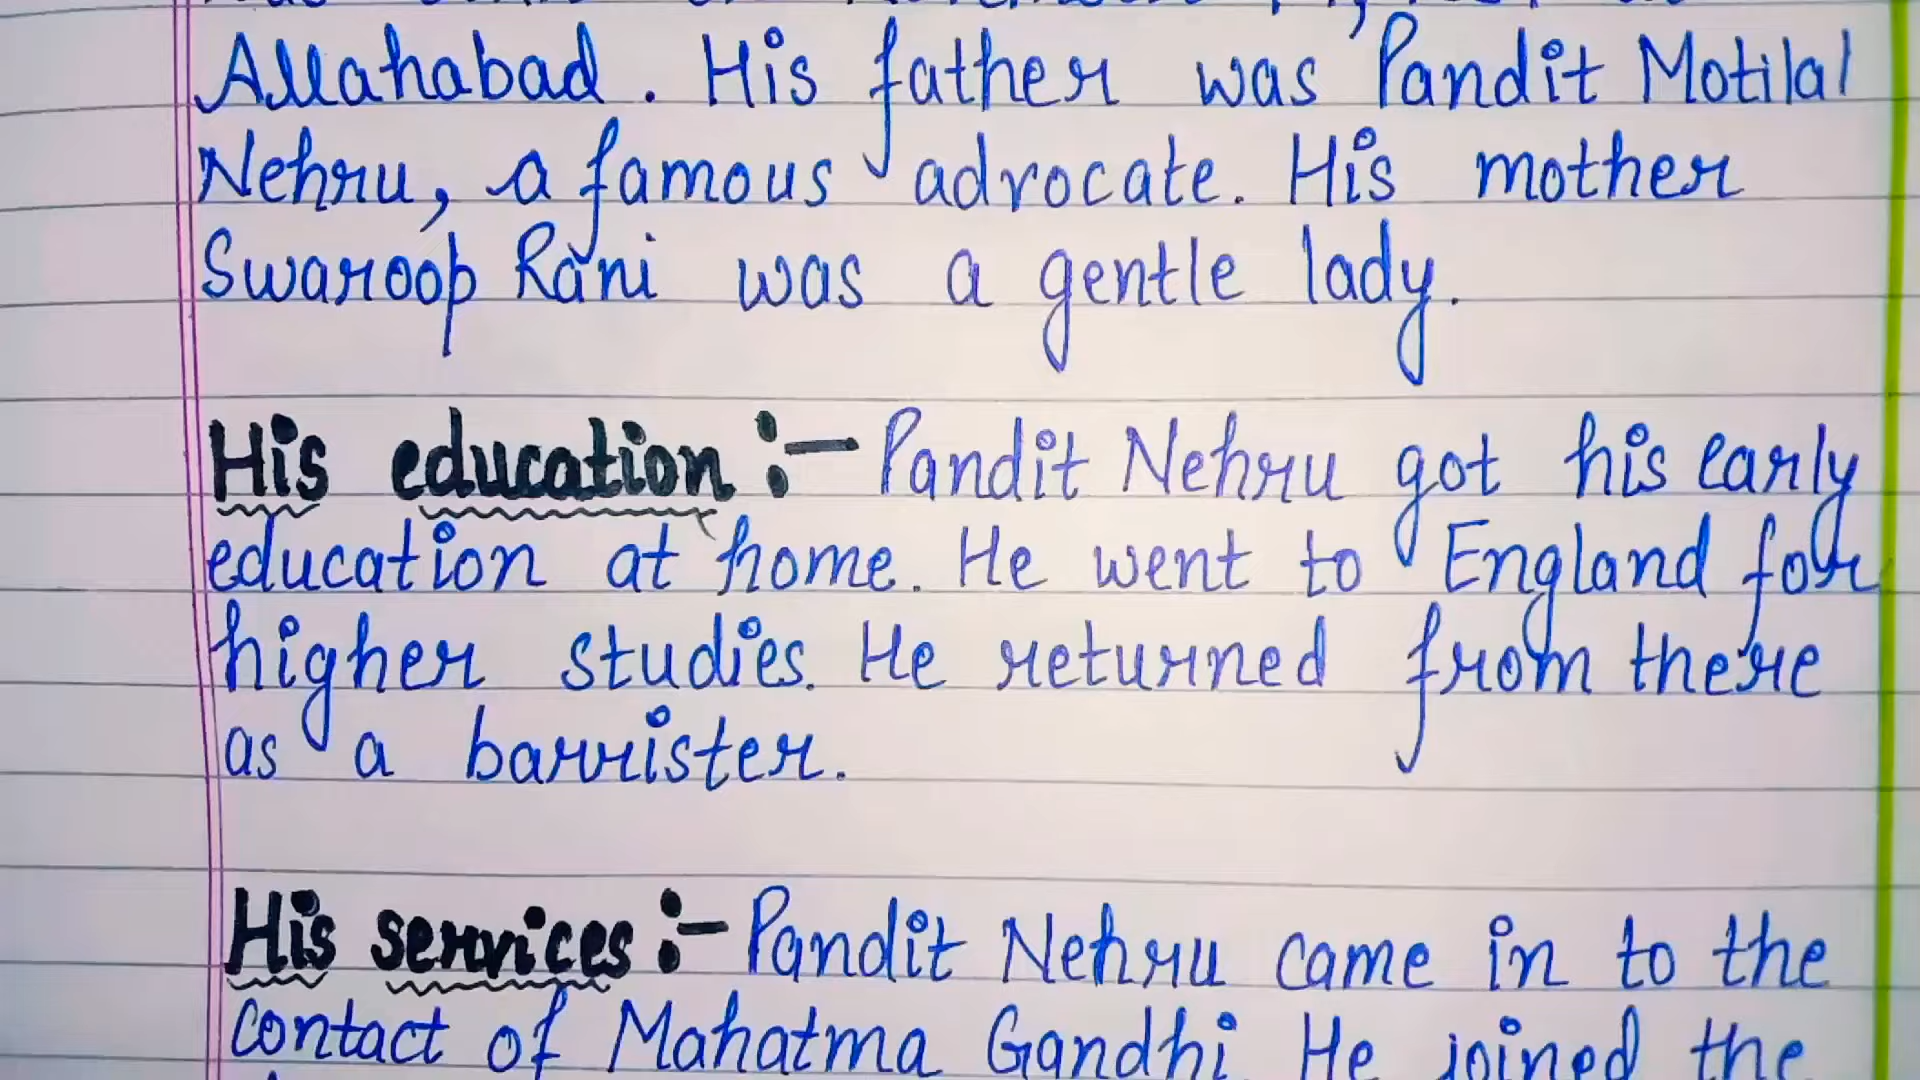 Allahabad. His father was Pandit Motilal
Nehru, a famous advocate. His mother
Swaroop Rani was a gentle lady.
His education :- Pandit Nehru got his early
education at home. He went to England for
higher studies. He returned from there
as a barrister.
His services :- Pandit Nehru came in to the
contact of Mahatma Gandhi. He joined the